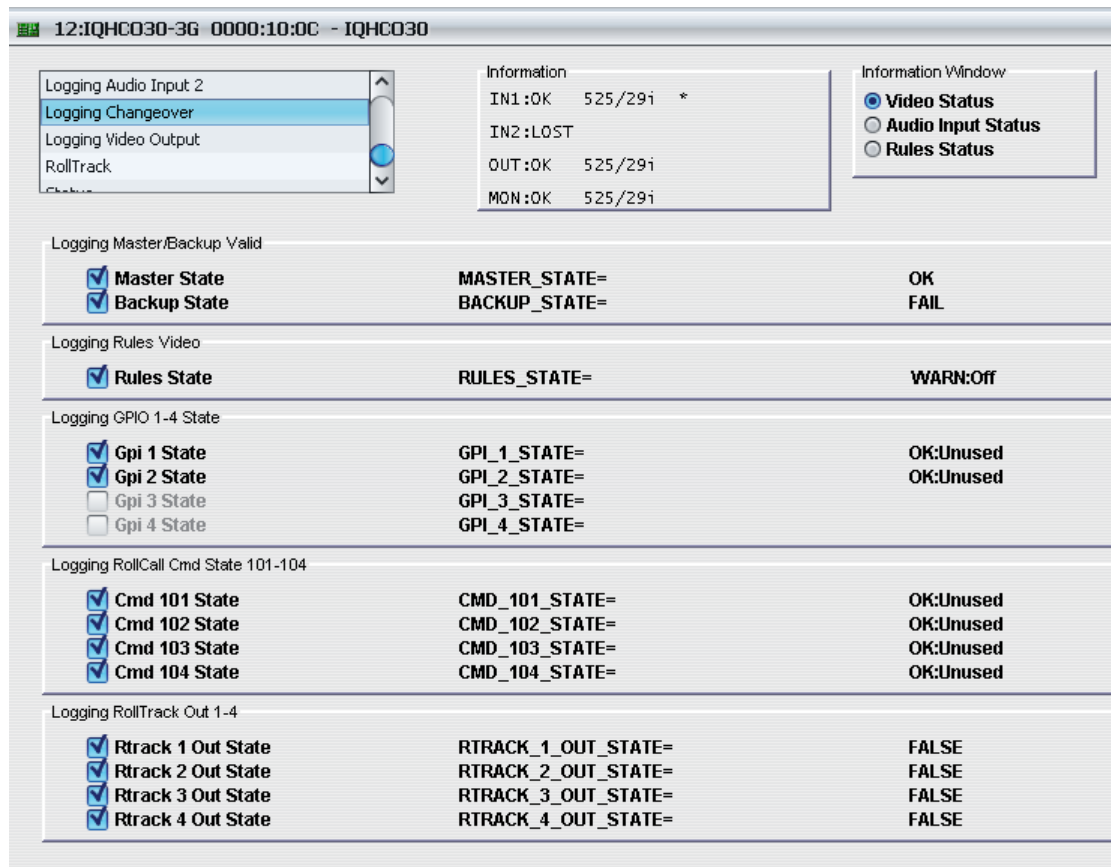 12:IQHCO30-3G 0000:10:0C - IQHCO30
Logging Audio Input 2
Logging Changeover
Logging Video Output
RollTrack
Status
Information
IN1:OK 525/29i *
IN2:LOST
OUT:OK 525/29i
MON:OK 525/29i
Information Window
Video Status
Audio Input Status
Rules Status
Logging Master/Backup Valid
Master State MASTER_STATE= OK
Backup State BACKUP_STATE= FAIL
Logging Rules Video
Rules State RULES_STATE= WARN:Off
Logging GPIO 1-4 State
Gpi 1 State GPI_1_STATE= OK:Unused
Gpi 2 State GPI_2_STATE= OK:Unused
Gpi 3 State GPI_3_STATE=
Gpi 4 State GPI_4_STATE=
Logging RollCall Cmd State 101-104
Cmd 101 State CMD_101_STATE= OK:Unused
Cmd 102 State CMD_102_STATE= OK:Unused
Cmd 103 State CMD_103_STATE= OK:Unused
Cmd 104 State CMD_104_STATE= OK:Unused
Logging RollTrack Out 1-4
Rtrack 1 Out State RTRACK_1_OUT_STATE= FALSE
Rtrack 2 Out State RTRACK_2_OUT_STATE= FALSE
Rtrack 3 Out State RTRACK_3_OUT_STATE= FALSE
Rtrack 4 Out State RTRACK_4_OUT_STATE= FALSE